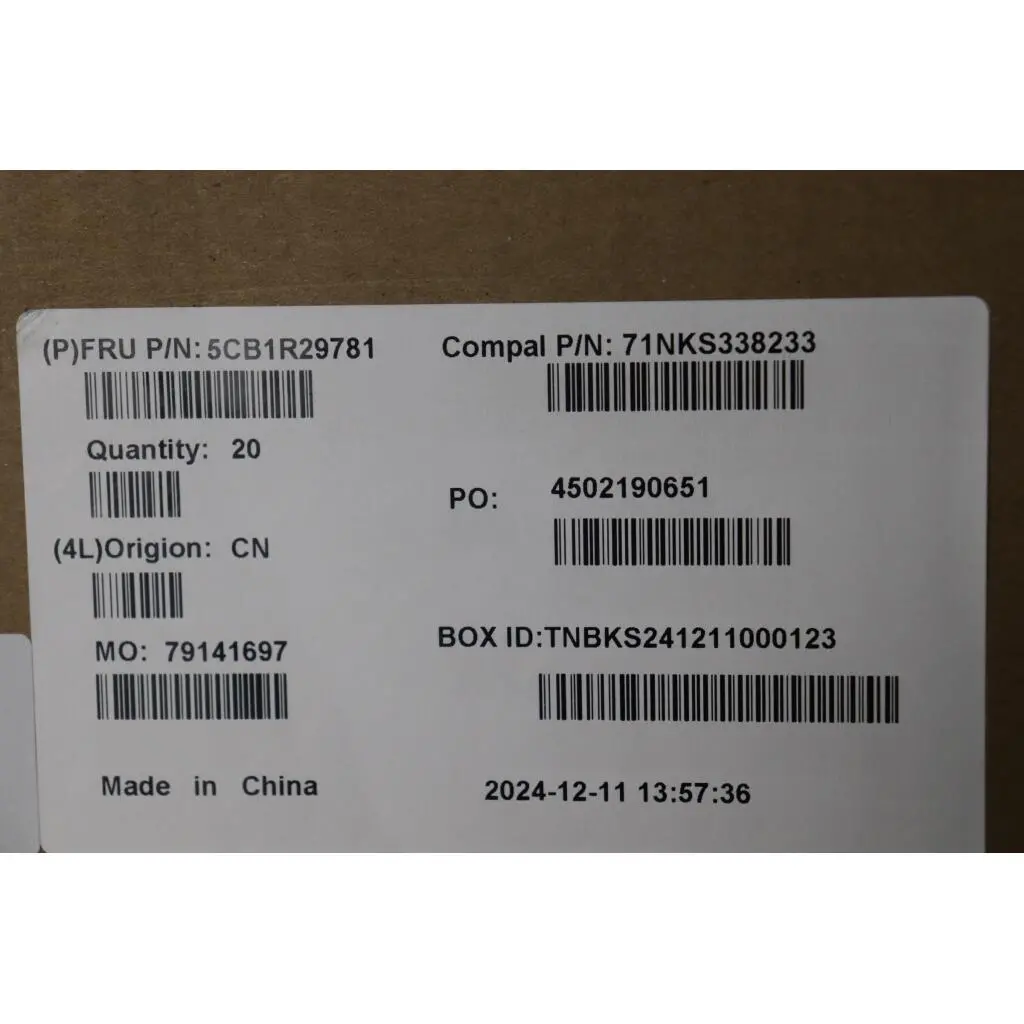 (P)FRU P/N: 5CB1R29781
Compal P/N: 71NKS338233
Quantity: 20
PO: 4502190651
(4L)Origion: CN
MO: 79141697
BOX ID:TNBKS241211000123
Made in China
2024-12-11 13:57:36